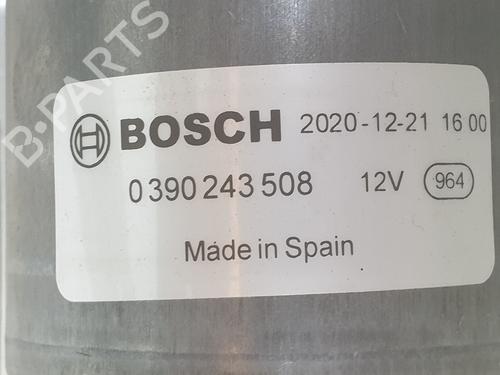 B-PARTS
BOSCH 2020-12-21 16 00
0 390 243 508 12V 964
Made in Spain